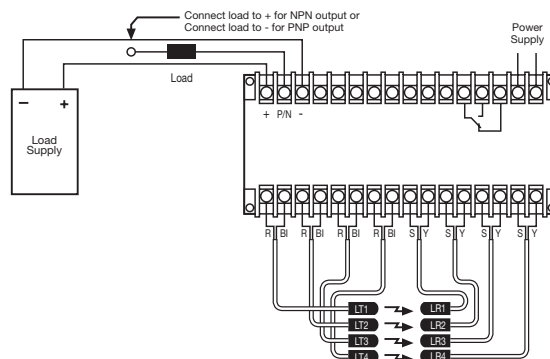 Connect load to + for NPN output or
Connect load to - for PNP output
Power
Supply
Load
- +
Load
Supply
+ P/N -
R Bl R Bl R Bl R Bl S Y S Y S Y S Y
LT1 LR1
LT2 LR2
LT3 LR3
LT4 LR4